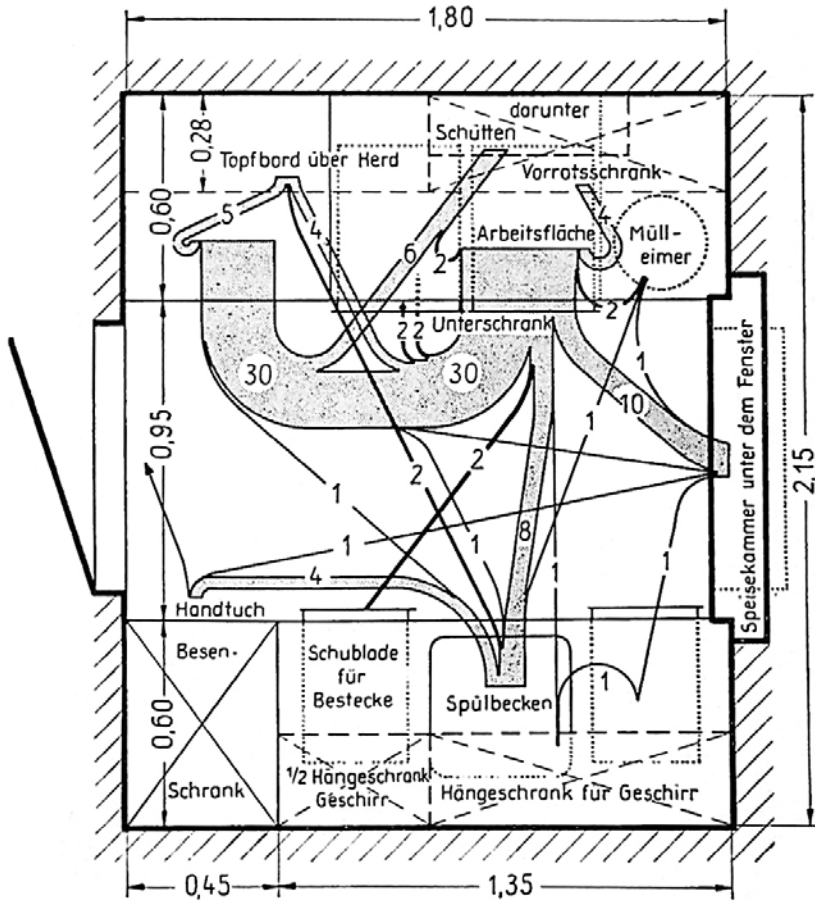 1,80
darunter
0,28
Schütten
Topfbord über Herd
Vorratsschrank
0,60
5
4
4
6
2
Arbeitsfläche
Müll-
eimer
2
2
2
Unterschrank
30
30
1
10
1
0,95
2
2
1
8
1
1
1
1
4
Speisekammer unter dem Fenster
2,15
Handtuch
Besen-
Schrank
Schublade
für
Bestecke
Spülbecken
1
0,60
1/2 Hängeschrank
Geschirr
Hängeschrank für Geschirr
0,45
1,35